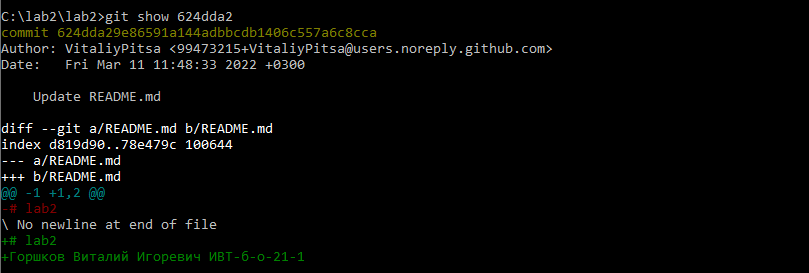 C:\lab2\lab2>git show 624dda2
commit 624dda29e86591a144adbbcdb1406c557a6c8cca
Author: VitaliyPitsa <99473215+VitaliyPitsa@users.noreply.github.com>
Date:   Fri Mar 11 11:48:33 2022 +0300

    Update README.md

diff --git a/README.md b/README.md
index d819d90..78e479c 100644
--- a/README.md
+++ b/README.md
@@ -1 +1,2 @@
-# lab2
\ No newline at end of file
+# lab2
+Горшков Виталий Игоревич ИВТ-б-о-21-1